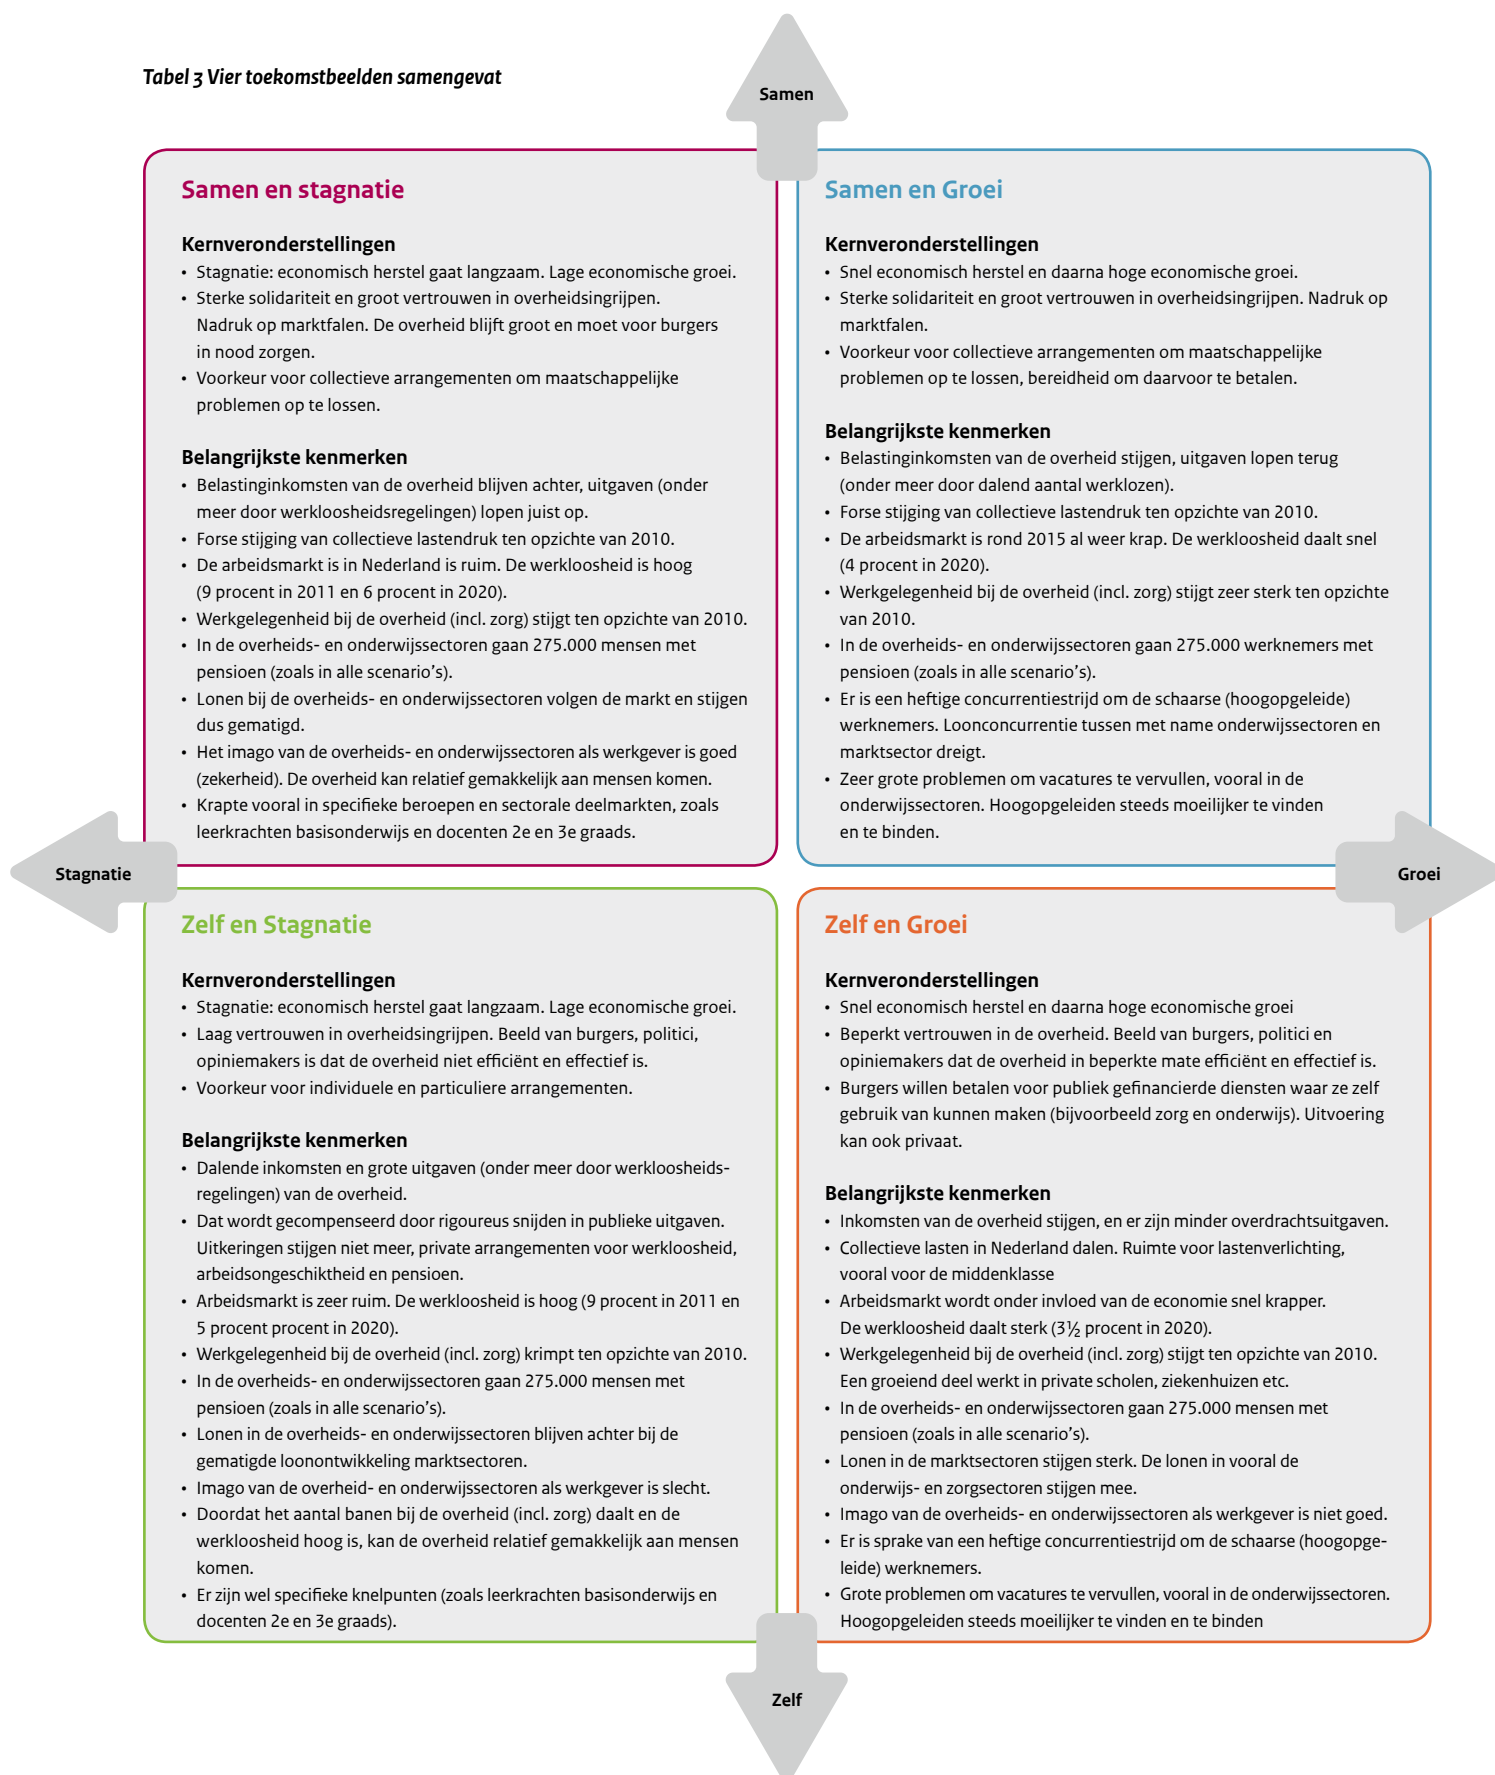 Tabel 3 Vier toekomstbeelden samengevat
Samen
Samen en stagnatie
Kernveronderstellingen
• Stagnatie: economisch herstel gaat langzaam. Lage economische groei.
• Sterke solidariteit en groot vertrouwen in overheidsingrijpen.
Nadruk op marktfalen. De overheid blijft groot en moet voor burgers
in nood zorgen.
• Voorkeur voor collectieve arrangementen om maatschappelijke
problemen op te lossen.
Belangrijkste kenmerken
• Belastinginkomsten van de overheid blijven achter, uitgaven (onder
meer door werkloosheidsregelingen) lopen juist op.
• Forse stijging van collectieve lastendruk ten opzichte van 2010.
• De arbeidsmarkt is in Nederland is ruim. De werkloosheid is hoog
(9 procent in 2011 en 6 procent in 2020).
• Werkgelegenheid bij de overheid (incl. zorg) stijgt ten opzichte van 2010.
• In de overheids- en onderwijssectoren gaan 275.000 mensen met
pensioen (zoals in alle scenario's).
• Lonen bij de overheids- en onderwijssectoren volgen de markt en stijgen
dus gematigd.
• Het imago van de overheids- en onderwijssectoren als werkgever is goed
(zekerheid). De overheid kan relatief gemakkelijk aan mensen komen.
• Krapte vooral in specifieke beroepen en sectorale deelmarkten, zoals
leerkrachten basisonderwijs en docenten 2e en 3e graads.
Samen en Groei
Kernveronderstellingen
• Snel economisch herstel en daarna hoge economische groei.
• Sterke solidariteit en groot vertrouwen in overheidsingrijpen. Nadruk op
marktfalen.
• Voorkeur voor collectieve arrangementen om maatschappelijke
problemen op te lossen, bereidheid om daarvoor te betalen.
Belangrijkste kenmerken
• Belastinginkomsten van de overheid stijgen, uitgaven lopen terug
(onder meer door dalend aantal werklozen).
• Forse stijging van collectieve lastendruk ten opzichte van 2010.
• De arbeidsmarkt is rond 2015 al weer krap. De werkloosheid daalt snel
(4 procent in 2020).
• Werkgelegenheid bij de overheid (incl. zorg) stijgt zeer sterk ten opzichte
van 2010.
• In de overheids- en onderwijssectoren gaan 275.000 werknemers met
pensioen (zoals in alle scenario's).
• Er is een heftige concurrentiestrijd om de schaarse (hoogopgeleide)
werknemers. Loonconcurrentie tussen met name onderwijssectoren en
marktsector dreigt.
• Zeer grote problemen om vacatures te vervullen, vooral in de
onderwijssectoren. Hoogopgeleiden steeds moeilijker te vinden
en te binden.
Stagnatie
Groei
Zelf en Stagnatie
Kernveronderstellingen
• Stagnatie: economisch herstel gaat langzaam. Lage economische groei.
• Laag vertrouwen in overheidsingrijpen. Beeld van burgers, politici,
opiniemakers is dat de overheid niet efficiënt en effectief is.
• Voorkeur voor individuele en particuliere arrangementen.
Belangrijkste kenmerken
• Dalende inkomsten en grote uitgaven (onder meer door werkloosheids-
regelingen) van de overheid.
• Dat wordt gecompenseerd door rigoureus snijden in publieke uitgaven.
Uitkeringen stijgen niet meer, private arrangementen voor werkloosheid,
arbeidsongeschiktheid en pensioen.
• Arbeidsmarkt is zeer ruim. De werkloosheid is hoog (9 procent in 2011 en
5 procent procent in 2020).
• Werkgelegenheid bij de overheid (incl. zorg) krimpt ten opzichte van 2010.
• In de overheids- en onderwijssectoren gaan 275.000 mensen met
pensioen (zoals in alle scenario's).
• Lonen in de overheids- en onderwijssectoren blijven achter bij de
gematigde loonontwikkeling marktsectoren.
• Imago van de overheid- en onderwijssectoren als werkgever is slecht.
• Doordat het aantal banen bij de overheid (incl. zorg) daalt en de
werkloosheid hoog is, kan de overheid relatief gemakkelijk aan mensen
komen.
• Er zijn wel specifieke knelpunten (zoals leerkrachten basisonderwijs en
docenten 2e en 3e graads).
Zelf en Groei
Kernveronderstellingen
• Snel economisch herstel en daarna hoge economische groei
• Beperkt vertrouwen in de overheid. Beeld van burgers, politici en
opiniemakers dat de overheid in beperkte mate efficiënt en effectief is.
• Burgers willen betalen voor publiek gefinancierde diensten waar ze zelf
gebruik van kunnen maken (bijvoorbeeld zorg en onderwijs). Uitvoering
kan ook privaat.
Belangrijkste kenmerken
• Inkomsten van de overheid stijgen, en er zijn minder overdrachtsuitgaven.
• Collectieve lasten in Nederland dalen. Ruimte voor lastenverlichting,
vooral voor de middenklasse
• Arbeidsmarkt wordt onder invloed van de economie snel krapper.
De werkloosheid daalt sterk (3½ procent in 2020).
• Werkgelegenheid bij de overheid (incl. zorg) stijgt ten opzichte van 2010.
Een groeiend deel werkt in private scholen, ziekenhuizen etc.
• In de overheids- en onderwijssectoren gaan 275.000 mensen met
pensioen (zoals in alle scenario's).
• Lonen in de marktsectoren stijgen sterk. De lonen in vooral de
onderwijs- en zorgsectoren stijgen mee.
• Imago van de overheids- en onderwijssectoren als werkgever is niet goed.
• Er is sprake van een heftige concurrentiestrijd om de schaarse (hoogopge-
leide) werknemers.
• Grote problemen om vacatures te vervullen, vooral in de onderwijssectoren.
Hoogopgeleiden steeds moeilijker te vinden en te binden
Zelf